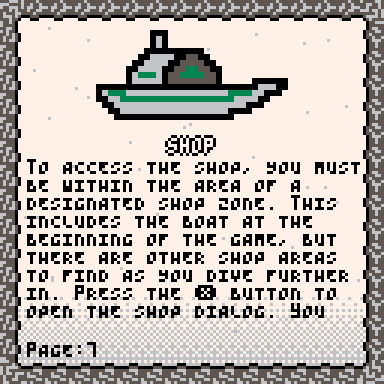 SHOP
TO ACCESS THE SHOP, YOU MUST
BE WITHIN THE AREA OF A
DESIGNATED SHOP ZONE. THIS
INCLUDES THE BOAT AT THE
BEGINNING OF THE GAME, BUT
THERE ARE OTHER SHOP AREAS
TO FIND AS YOU DIVE FURTHER
IN. PRESS THE ❎ BUTTON TO
OPEN THE SHOP DIALOG. YOU
PAGE:7